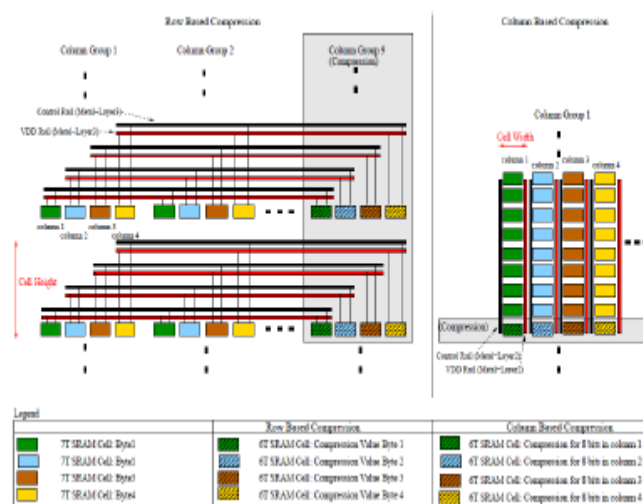 Row Based Compression
Column Based Compression
Column Group 1
Column Group 2
Column Group 9
(Compression)
Control Rail (Metal-Layer3)
VDD Rail (Metal-Layer3)
column 1
column 2
column 3
column 4
Cell Height
Column Group 1
Cell Width
column 1
column 2
column 3
column 4
(Compression)
Control Rail (Metal-Layer2)
VDD Rail (Metal-Layer2)
Legend
Row Based Compression
Column Based Compression
7T SRAM Cell: Byte1
6T SRAM Cell: Compression Value Byte 1
6T SRAM Cell: Compression for 8 bits in column 1
7T SRAM Cell:
6T SRAM Cell: Compression Value Byte 2
6T SRAM Cell: Compression for 8 bits in column 2
7T SRAM Cell: Byte3
6T SRAM Cell: Compression Value Byte 3
6T SRAM Cell: Compression for 8 bits in column 3
7T SRAM Cell: Byte4
6T SRAM Cell: Compression Value Byte 4
6T SRAM Cell: Compression for 8 bits in column 4